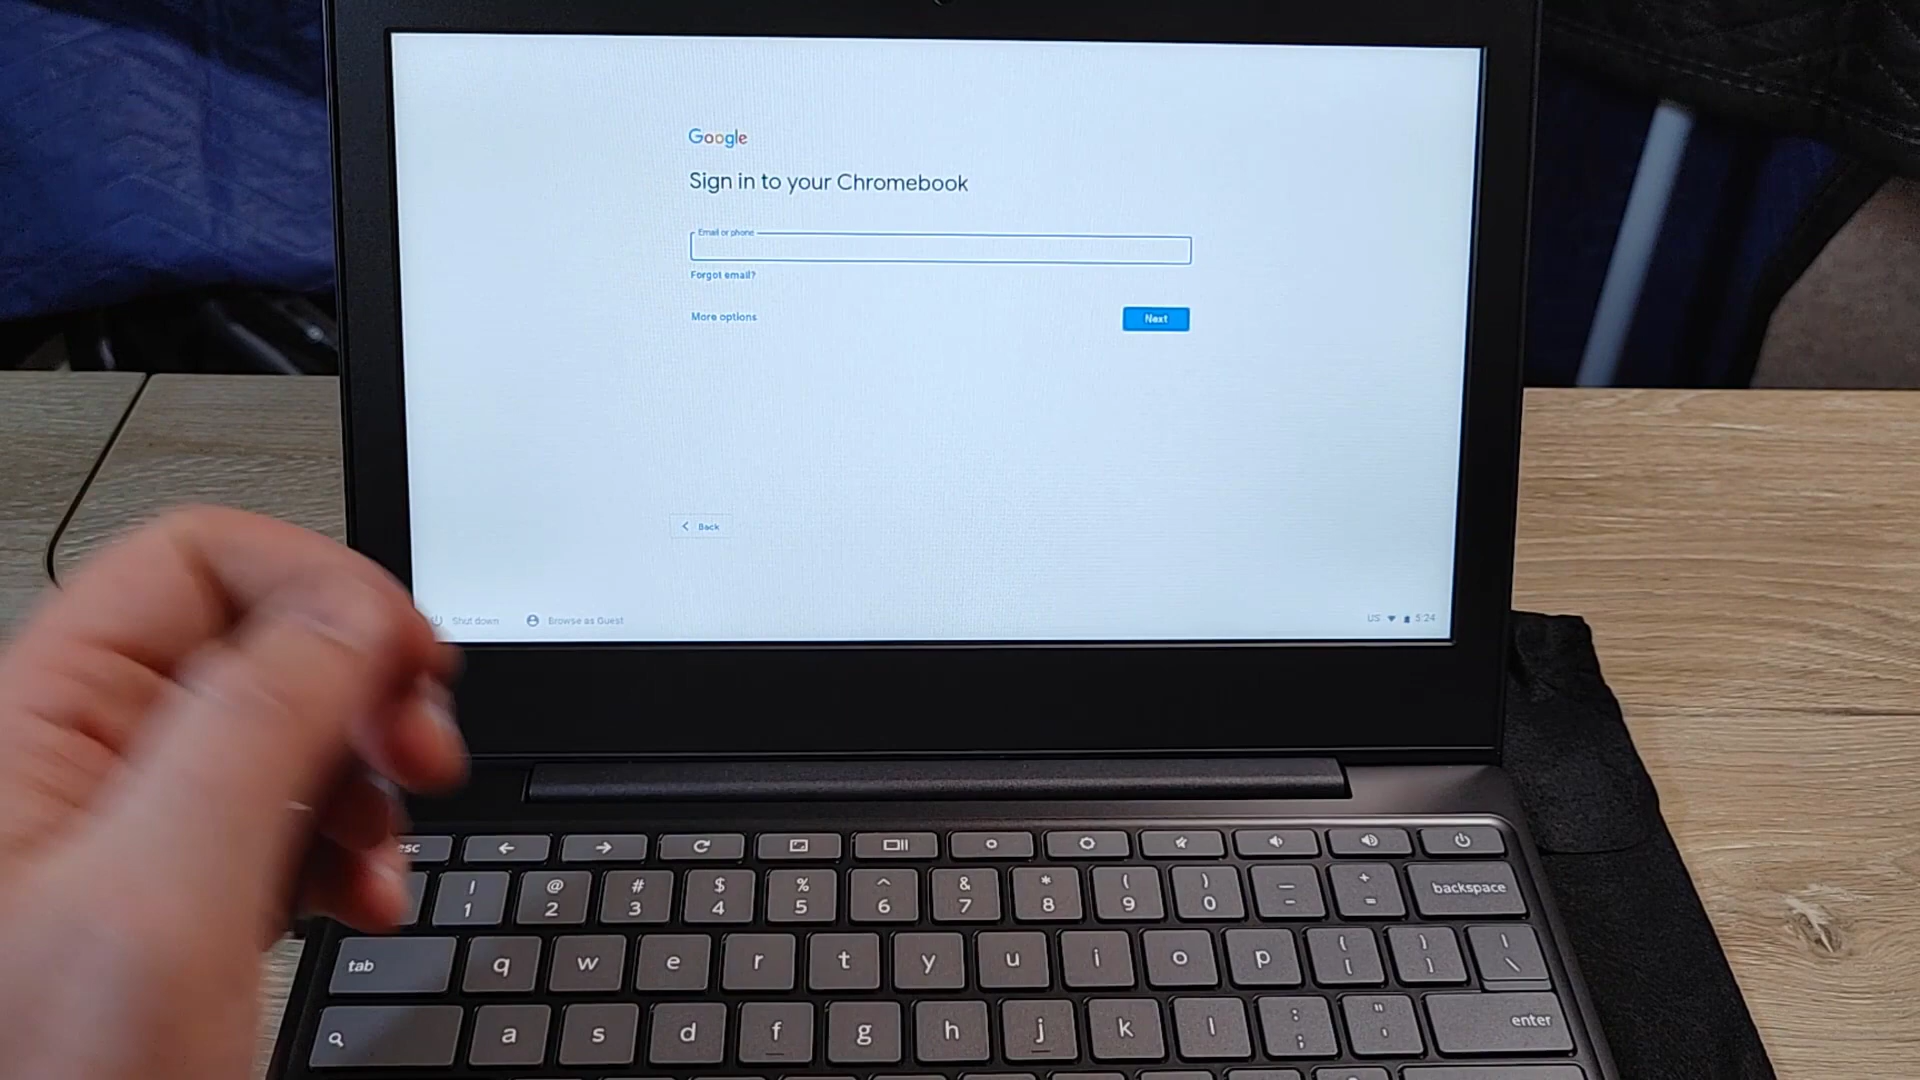 Google
Sign in to your Chromebook
Email or phone
Forgot email?
More options
Next
Back
Shut down
Browse as Guest
US
5:24
esc
! @ # $ % ^ & * ( ) _ +
1 2 3 4 5 6 7 8 9 0 - = backspace
tab q w e r t y u i o p { [ } ] | \
a s d f g h j k l : ; " ' enter